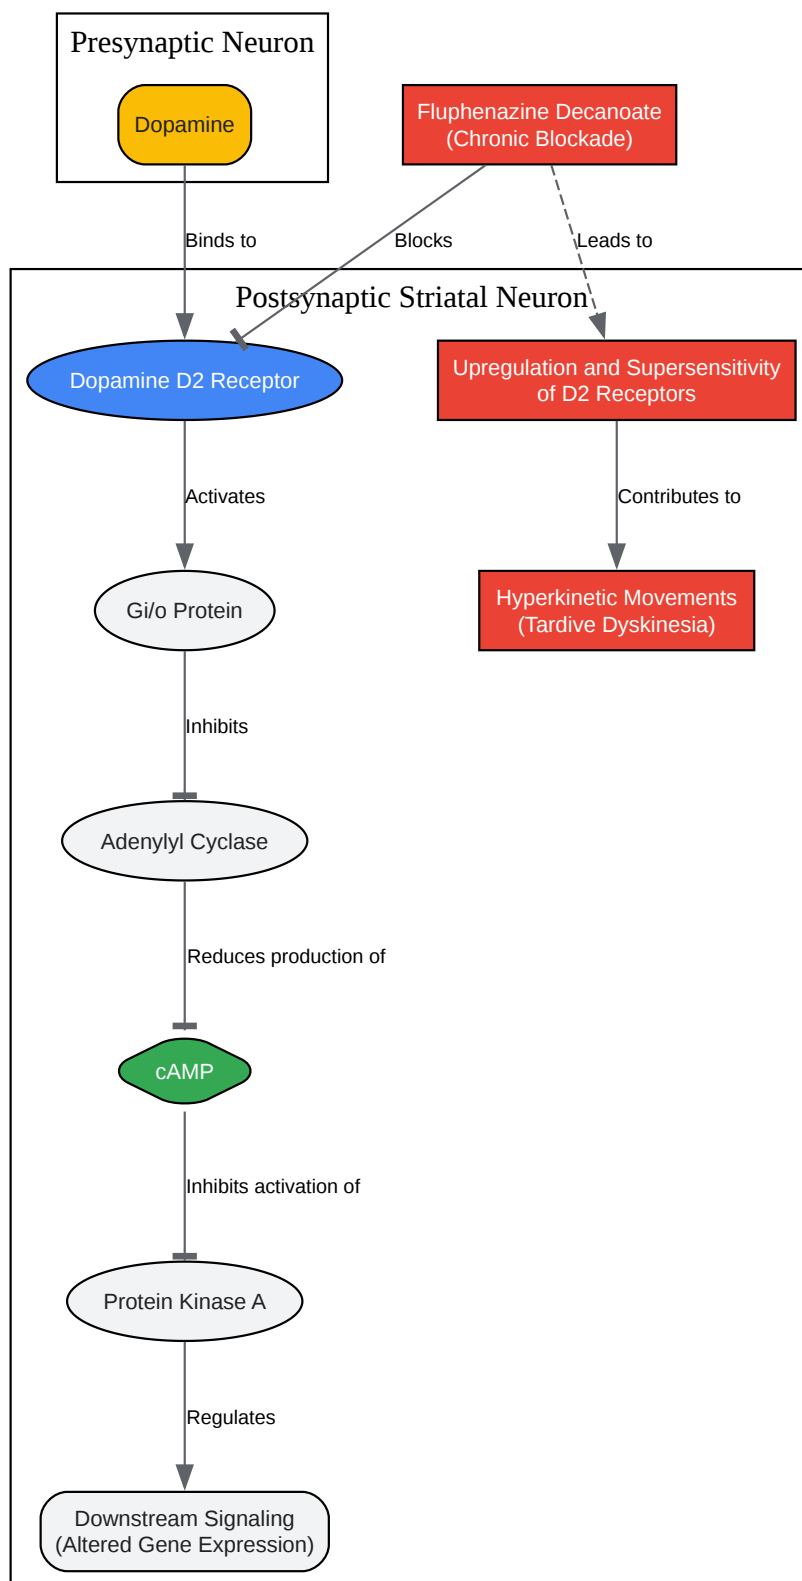 Presynaptic Neuron
Dopamine
Fluphenazine Decanoate
(Chronic Blockade)
Binds to
Blocks
Leads to
Postsynaptic Striatal Neuron
Dopamine D2 Receptor
Upregulation and Supersensitivity
of D2 Receptors
Activates
Contributes to
Gi/o Protein
Hyperkinetic Movements
(Tardive Dyskinesia)
Inhibits
Adenylyl Cyclase
Reduces production of
cAMP
Inhibits activation of
Protein Kinase A
Regulates
Downstream Signaling
(Altered Gene Expression)